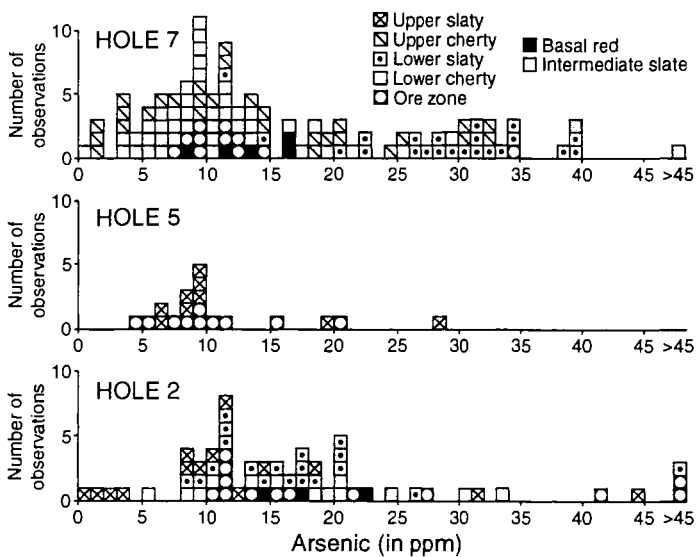 HOLE 7
Upper slaty
Upper cherty
Lower slaty
Lower cherty
Ore zone
Basal red
Intermediate slate
Number of
observations
10
5
0
0 5 10 15 20 25 30 35 40 45 >45
HOLE 5
Number of
observations
10
5
0
0 5 10 15 20 25 30 35 40 45 >45
HOLE 2
Number of
observations
10
5
0
0 5 10 15 20 25 30 35 40 45 >45
Arsenic (in ppm)